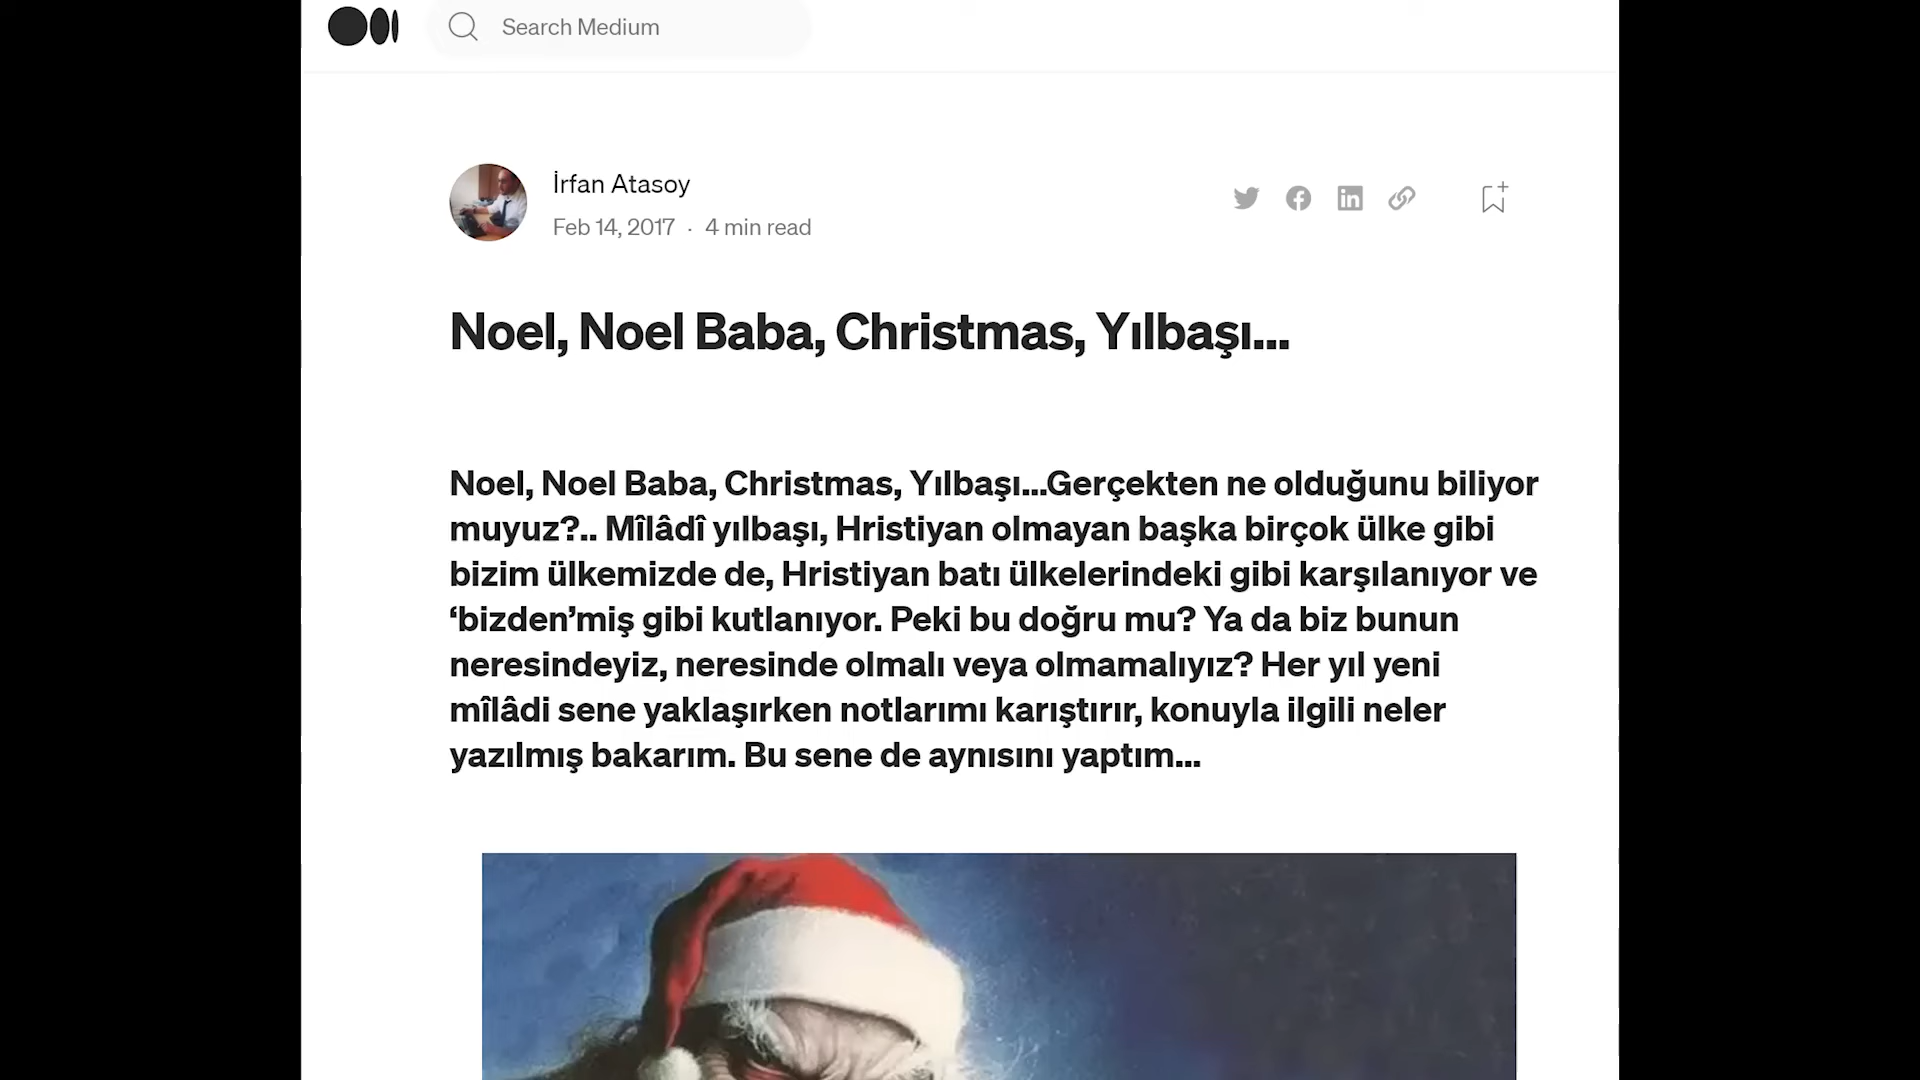 Search Medium
İrfan Atasoy
Feb 14, 2017 · 4 min read
Noel, Noel Baba, Christmas, Yılbaşı...
Noel, Noel Baba, Christmas, Yılbaşı...Gerçekten ne olduğunu biliyor
muyuz?.. Mîlâdî yılbaşı, Hristiyan olmayan başka birçok ülke gibi
bizim ülkemizde de, Hristiyan batı ülkelerindeki gibi karşılanıyor ve
‘bizden’miş gibi kutlanıyor. Peki bu doğru mu? Ya da biz bunun
neresindeyiz, neresinde olmalı veya olmamalıyız? Her yıl yeni
mîlâdi sene yaklaşırken notlarımı karıştırır, konuyla ilgili neler
yazılmış bakarım. Bu sene de aynısını yaptım...